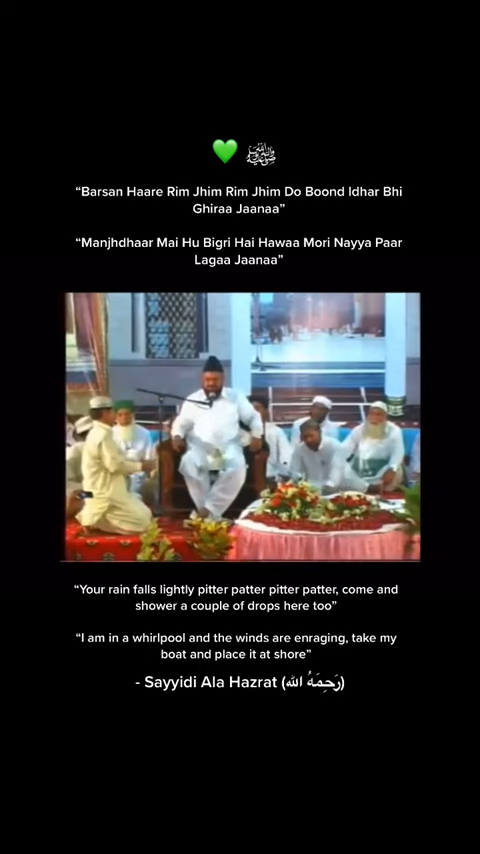 💚 ﷺ
“Barsan Haare Rim Jhim Rim Jhim Do Boond Idhar Bhi
Ghiraa Jaanaa”
“Manjhdhaar Mai Hu Bigri Hai Hawaa Mori Nayya Paar
Lagaa Jaanaa”
“Your rain falls lightly pitter patter pitter patter, come and
shower a couple of drops here too”
“I am in a whirlpool and the winds are enraging, take my
boat and place it at shore”
- Sayyidi Ala Hazrat (رَحِمَهُ الله)